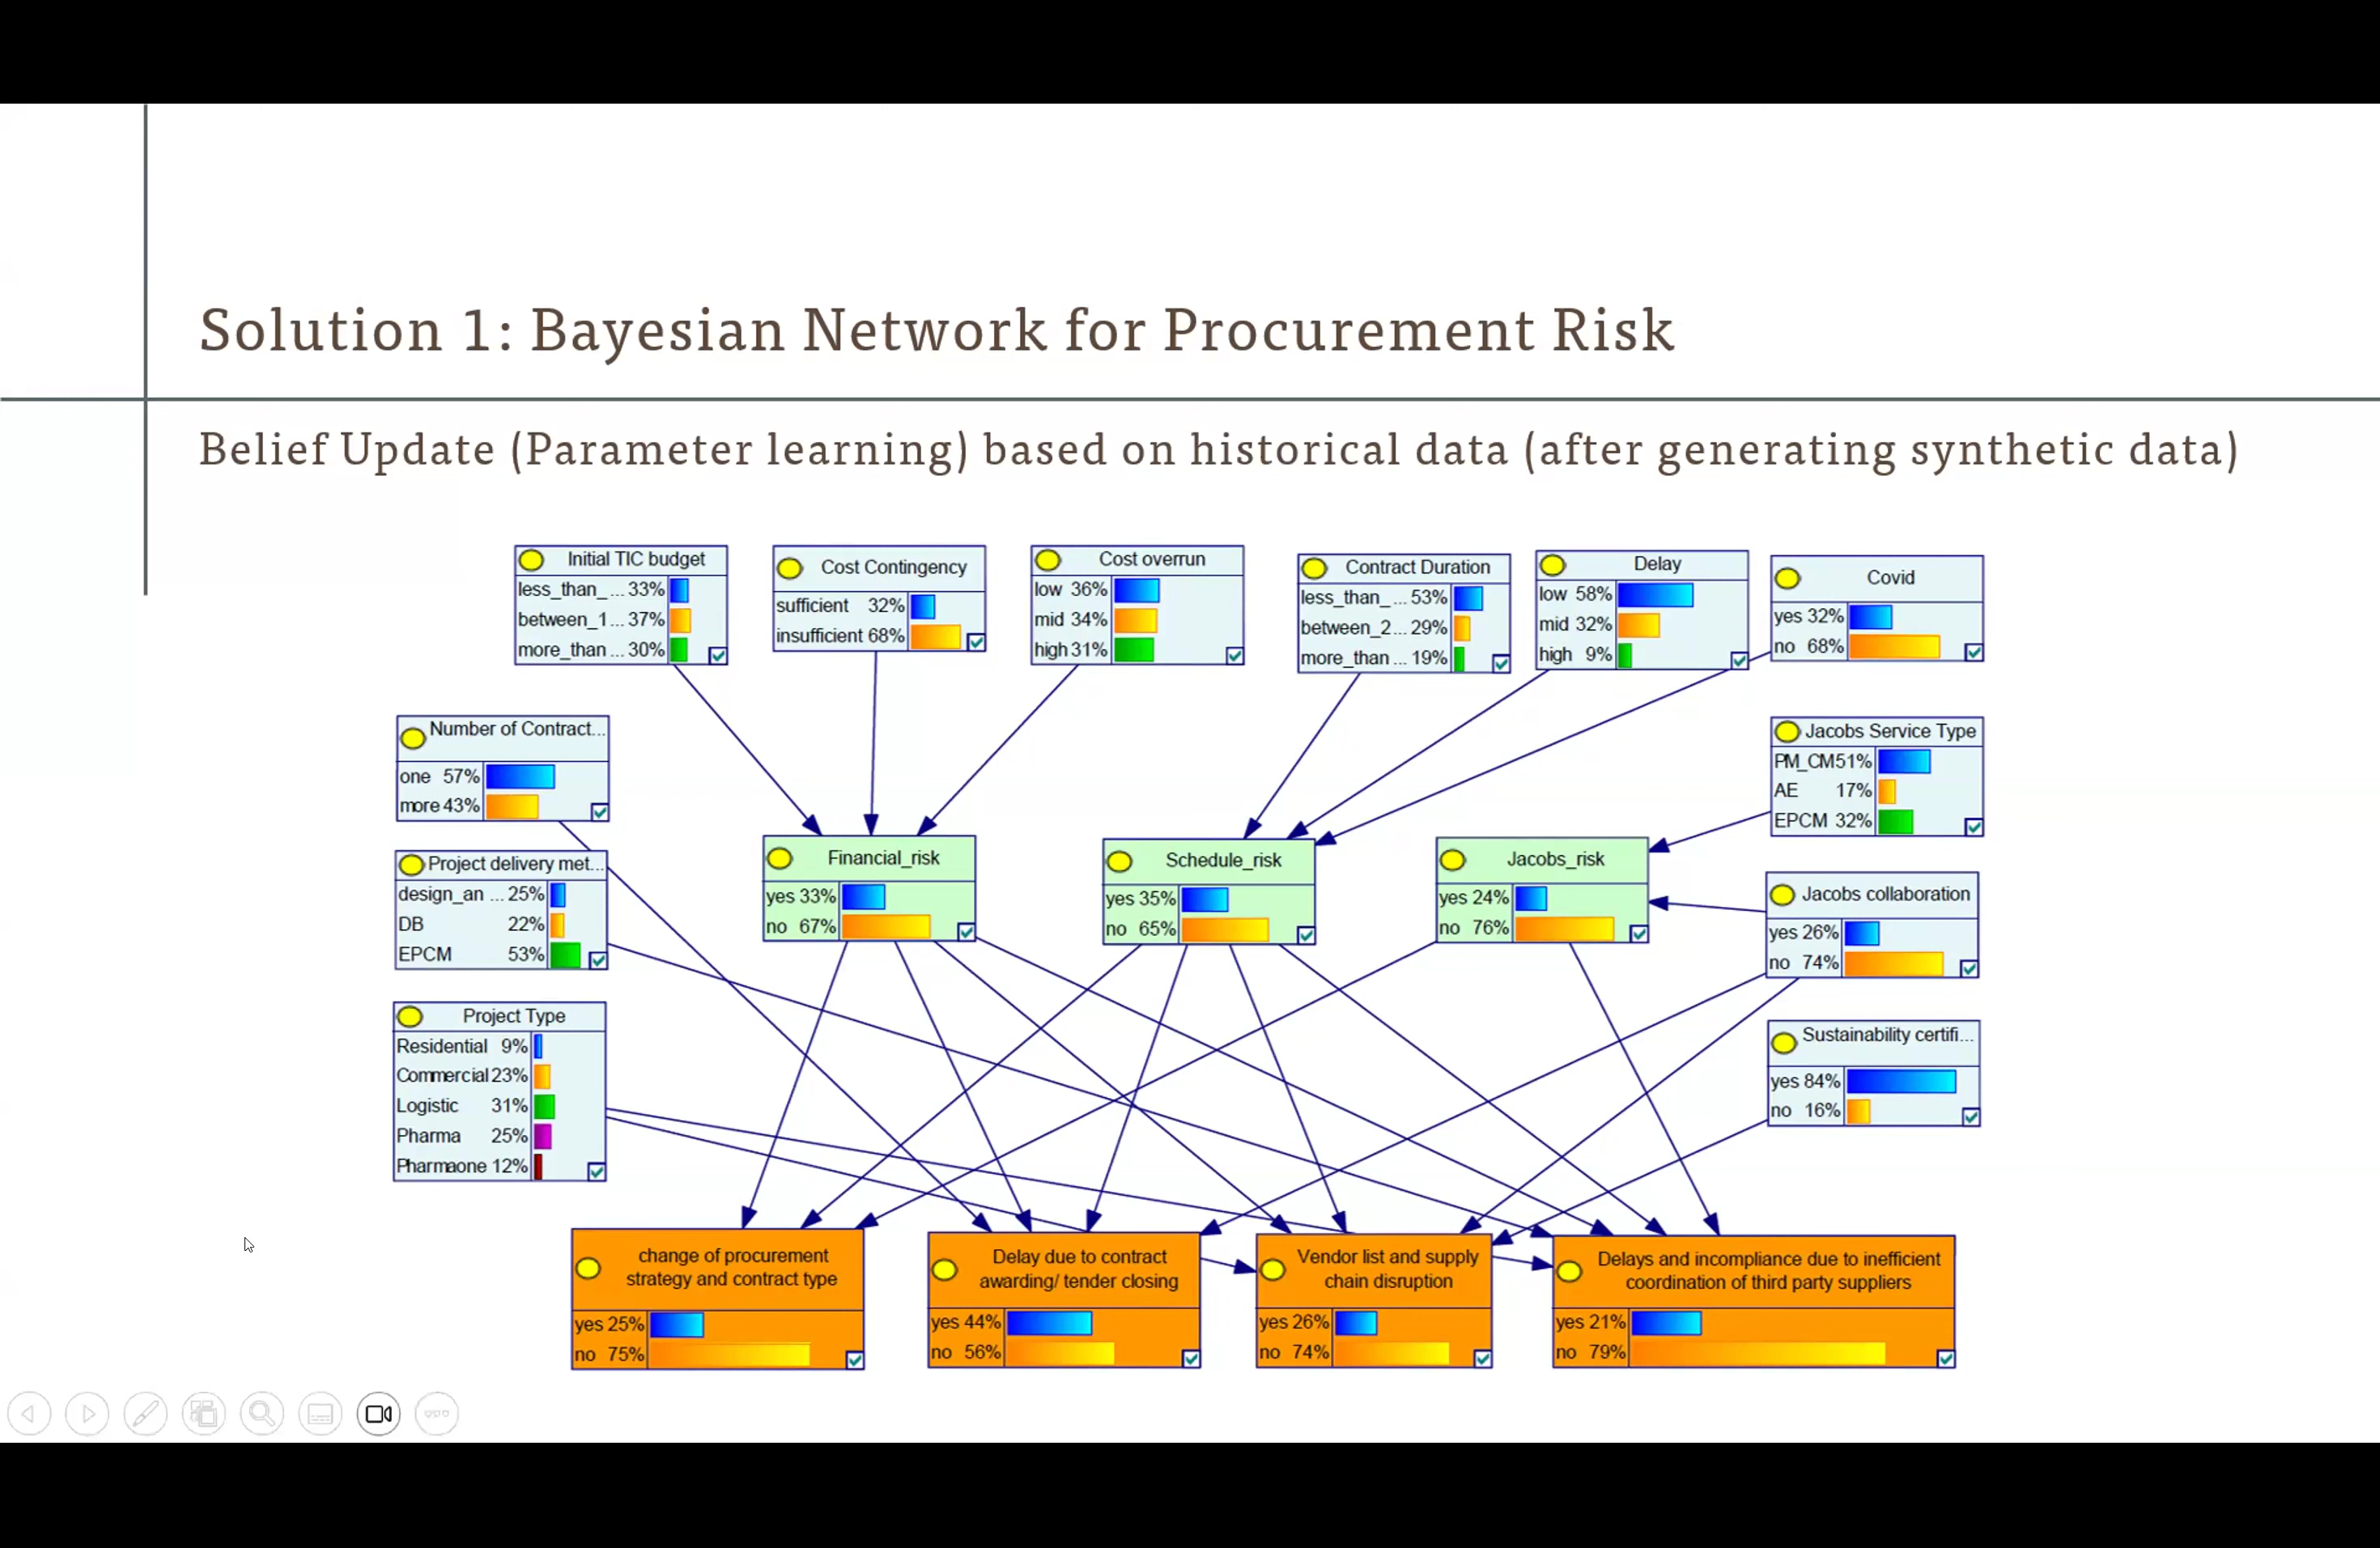 Solution 1: Bayesian Network for Procurement Risk
Belief Update (Parameter learning) based on historical data (after generating synthetic data)
Initial TIC budget
less_than_ ... 33%
between_1... 37%
more_than ... 30%
Cost Contingency
sufficient 32%
insufficient 68%
Cost overrun
low 36%
mid 34%
high 31%
Contract Duration
less_than_ ... 53%
between_2... 29%
more_than ... 19%
Delay
low 58%
mid 32%
high 9%
Covid
yes 32%
no 68%
Number of Contract...
one 57%
more 43%
Jacobs Service Type
PM_CM 51%
AE 17%
EPCM 32%
Project delivery met...
design_an ... 25%
DB 22%
EPCM 53%
Financial_risk
yes 33%
no 67%
Schedule_risk
yes 35%
no 65%
Jacobs_risk
yes 24%
no 76%
Jacobs collaboration
yes 26%
no 74%
Project Type
Residential 9%
Commercial 23%
Logistic 31%
Pharma 25%
Pharmaone 12%
Sustainability certifi...
yes 84%
no 16%
change of procurement
strategy and contract type
yes 25%
no 75%
Delay due to contract
awarding/ tender closing
yes 44%
no 56%
Vendor list and supply
chain disruption
yes 26%
no 74%
Delays and incompliance due to inefficient
coordination of third party suppliers
yes 21%
no 79%